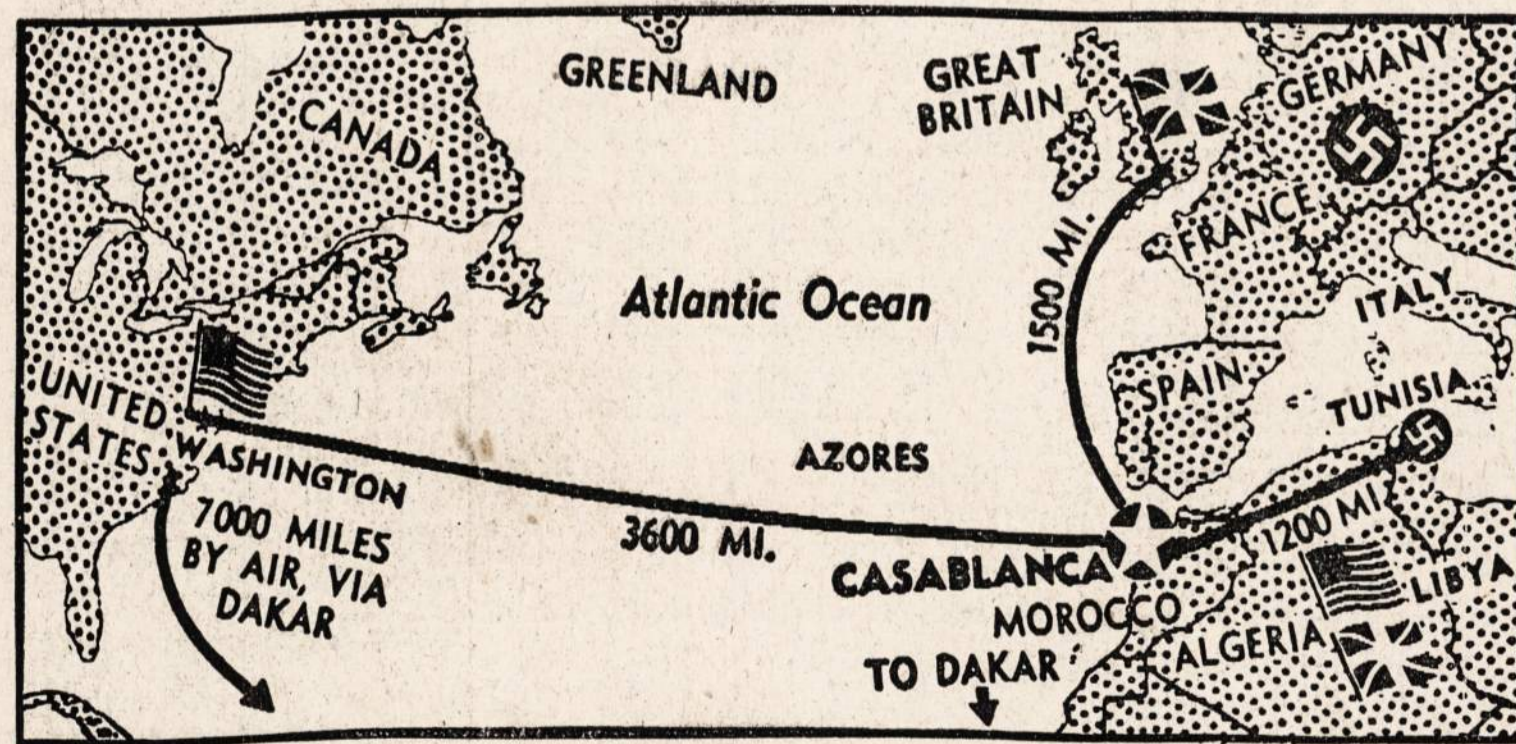 GREENLAND
GREAT
BRITAIN
GERMANY
CANADA
FRANCE
1500 MI.
Atlantic Ocean
ITALY
SPAIN
TUNISIA
UNITED
STATES
WASHINGTON
AZORES
7000 MILES
BY AIR, VIA
DAKAR
3600 MI.
1200 MI.
CASABLANCA
LIBYA
MOROCCO
ALGERIA
TO DAKAR